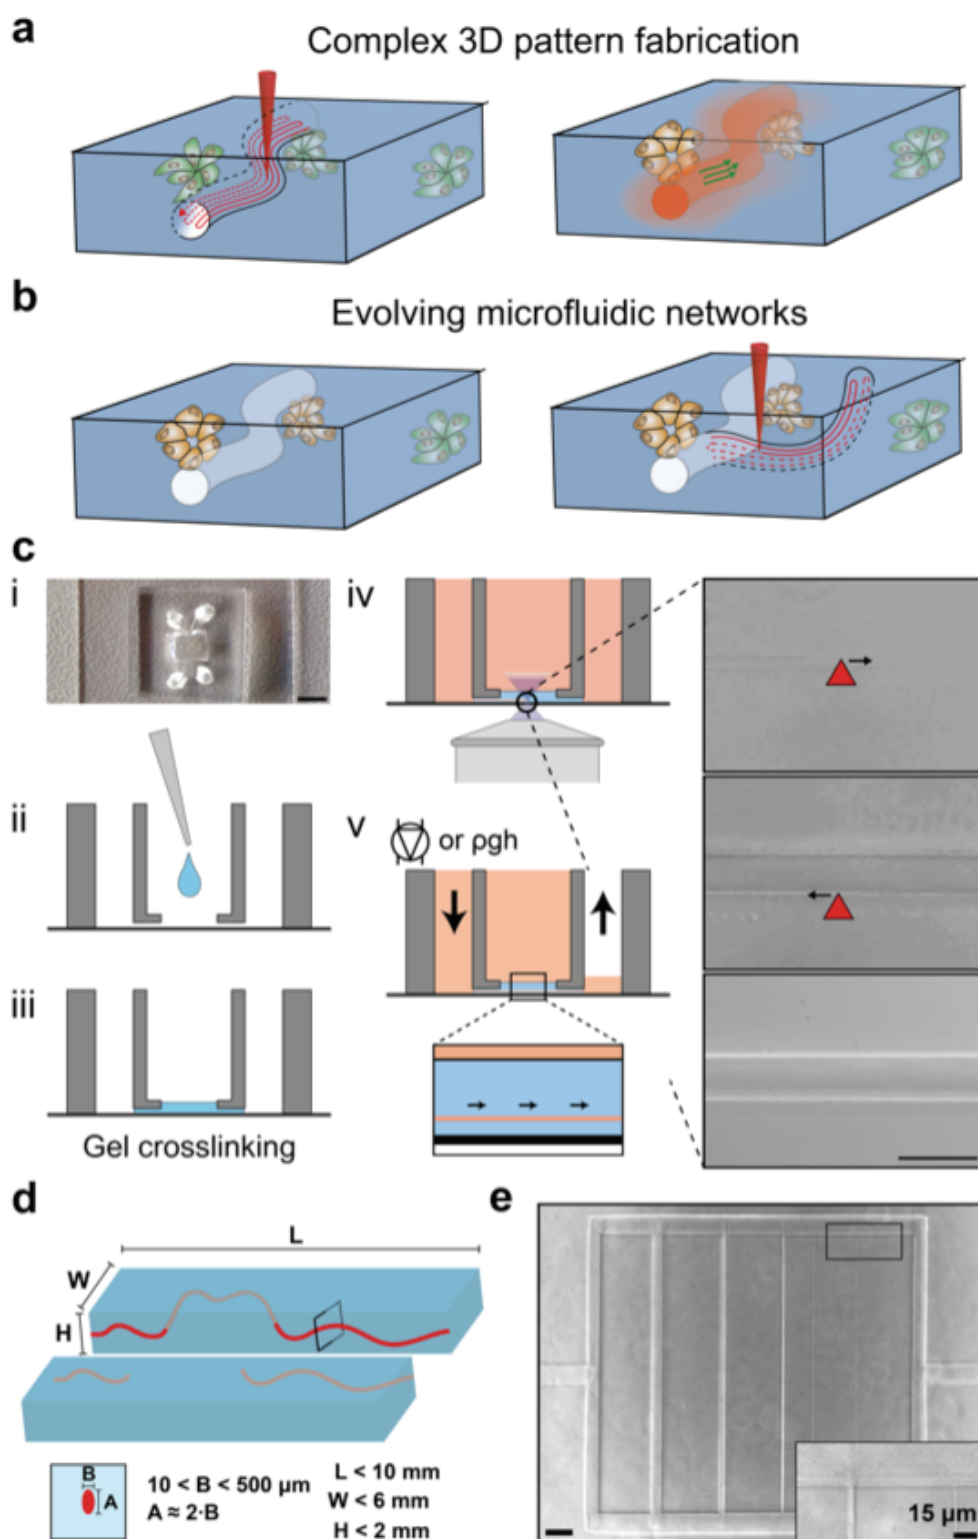 a
Complex 3D pattern fabrication
b
Evolving microfluidic networks
c
i
iv
ii
v
or ρgh
iii
Gel crosslinking
d
e
L
W
H
B
A
10 < B < 500 µm
A ≈ 2·B
L < 10 mm
W < 6 mm
H < 2 mm
15 µm